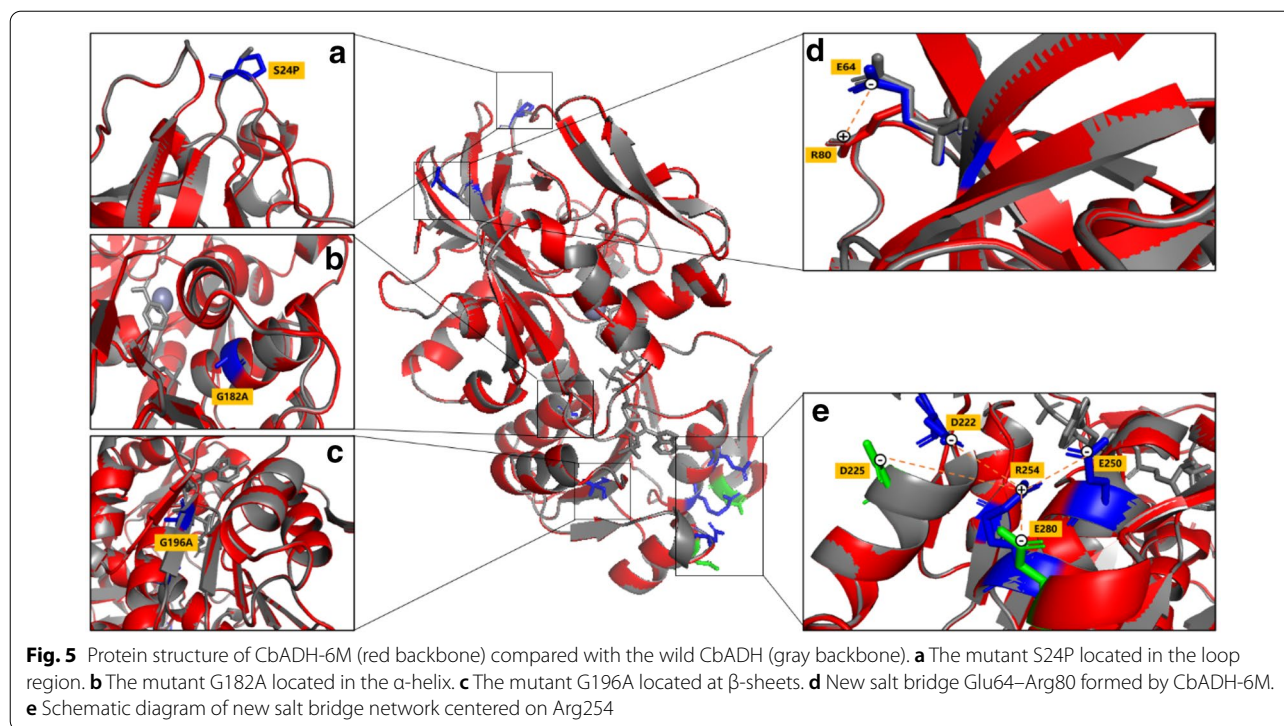 a
S24P
b
G182A
c
G196A
d
E64
R80
e
D222
D225
R254
E250
E280
Fig. 5 Protein structure of CbADH-6M (red backbone) compared with the wild CbADH (gray backbone). a The mutant S24P located in the loop
region. b The mutant G182A located in the α-helix. c The mutant G196A located at β-sheets. d New salt bridge Glu64–Arg80 formed by CbADH-6M.
e Schematic diagram of new salt bridge network centered on Arg254